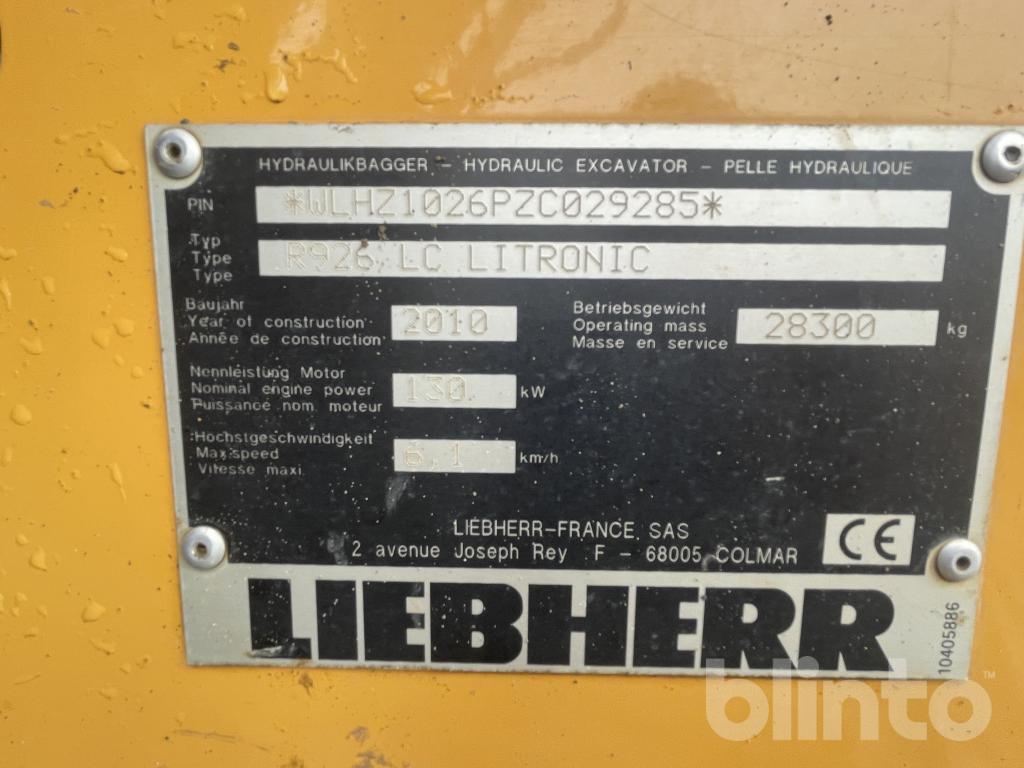 HYDRAULIKBAGGER - HYDRAULIC EXCAVATOR - PELLE HYDRAULIQUE
PIN *WLHZ1026PZC029285*
Typ
Type R926 LC LITRONIC
Type
Baujahr
Year of construction 2010
Année de construction
Betriebsgewicht
Operating mass 28300 kg
Masse en service
Nennleistung Motor
Nominal engine power 130 kW
Puissance nom. moteur
Höchstgeschwindigkeit
Max.speed 6,1 km/h
Vitesse maxi.
LIEBHERR-FRANCE SAS
2 avenue Joseph Rey F - 68005 COLMAR
CE
LIEBHERR
10405886
blinto™